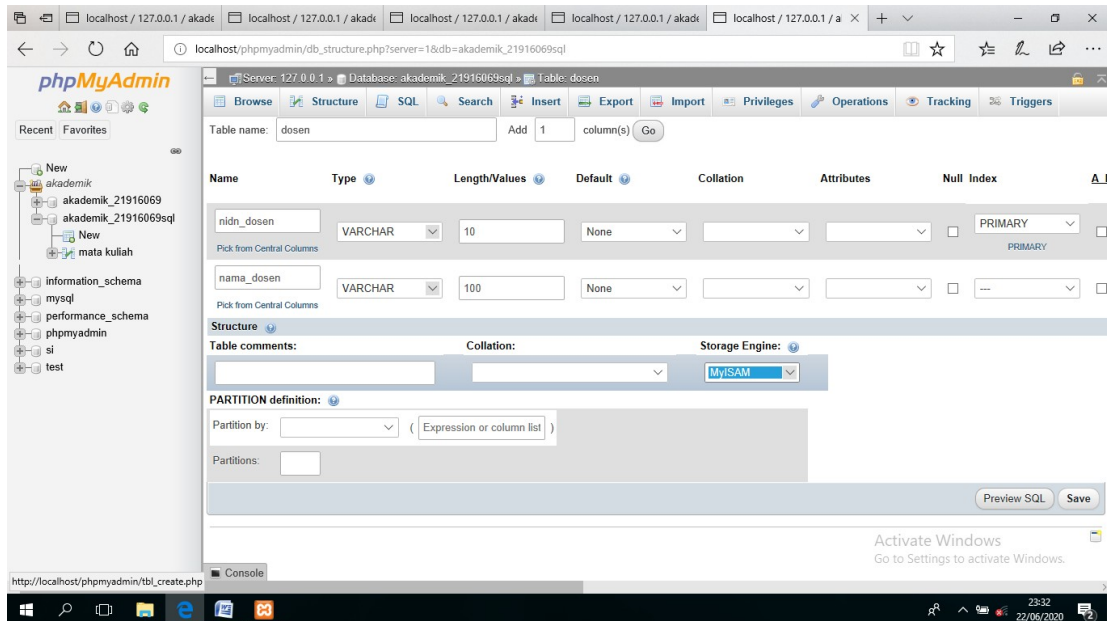 localhost / 127.0.0.1 / akade
localhost / 127.0.0.1 / akade
localhost / 127.0.0.1 / akade
localhost / 127.0.0.1 / akade
localhost / 127.0.0.1 / a
localhost/phpmyadmin/db_structure.php?server=1&db=akademik_21916069sql
phpMyAdmin
Recent Favorites
New
akademik
akademik_21916069
akademik_21916069sql
New
mata kuliah
information_schema
mysql
performance_schema
phpmyadmin
si
test
Server: 127.0.0.1 » Database: akademik_21916069sql » Table: dosen
Browse Structure SQL Search Insert Export Import Privileges Operations Tracking Triggers
Table name: dosen Add 1 column(s) Go
Name Type Length/Values Default Collation Attributes Null Index
nidn_dosen VARCHAR 10 None PRIMARY
Pick from Central Columns PRIMARY
nama_dosen VARCHAR 100 None ---
Pick from Central Columns
Structure
Table comments: Collation: Storage Engine:
MyISAM
PARTITION definition:
Partition by: ( Expression or column list )
Partitions:
Preview SQL Save
Activate Windows
Go to Settings to activate Windows.
Console
http://localhost/phpmyadmin/tbl_create.php
23:32
22/06/2020
2